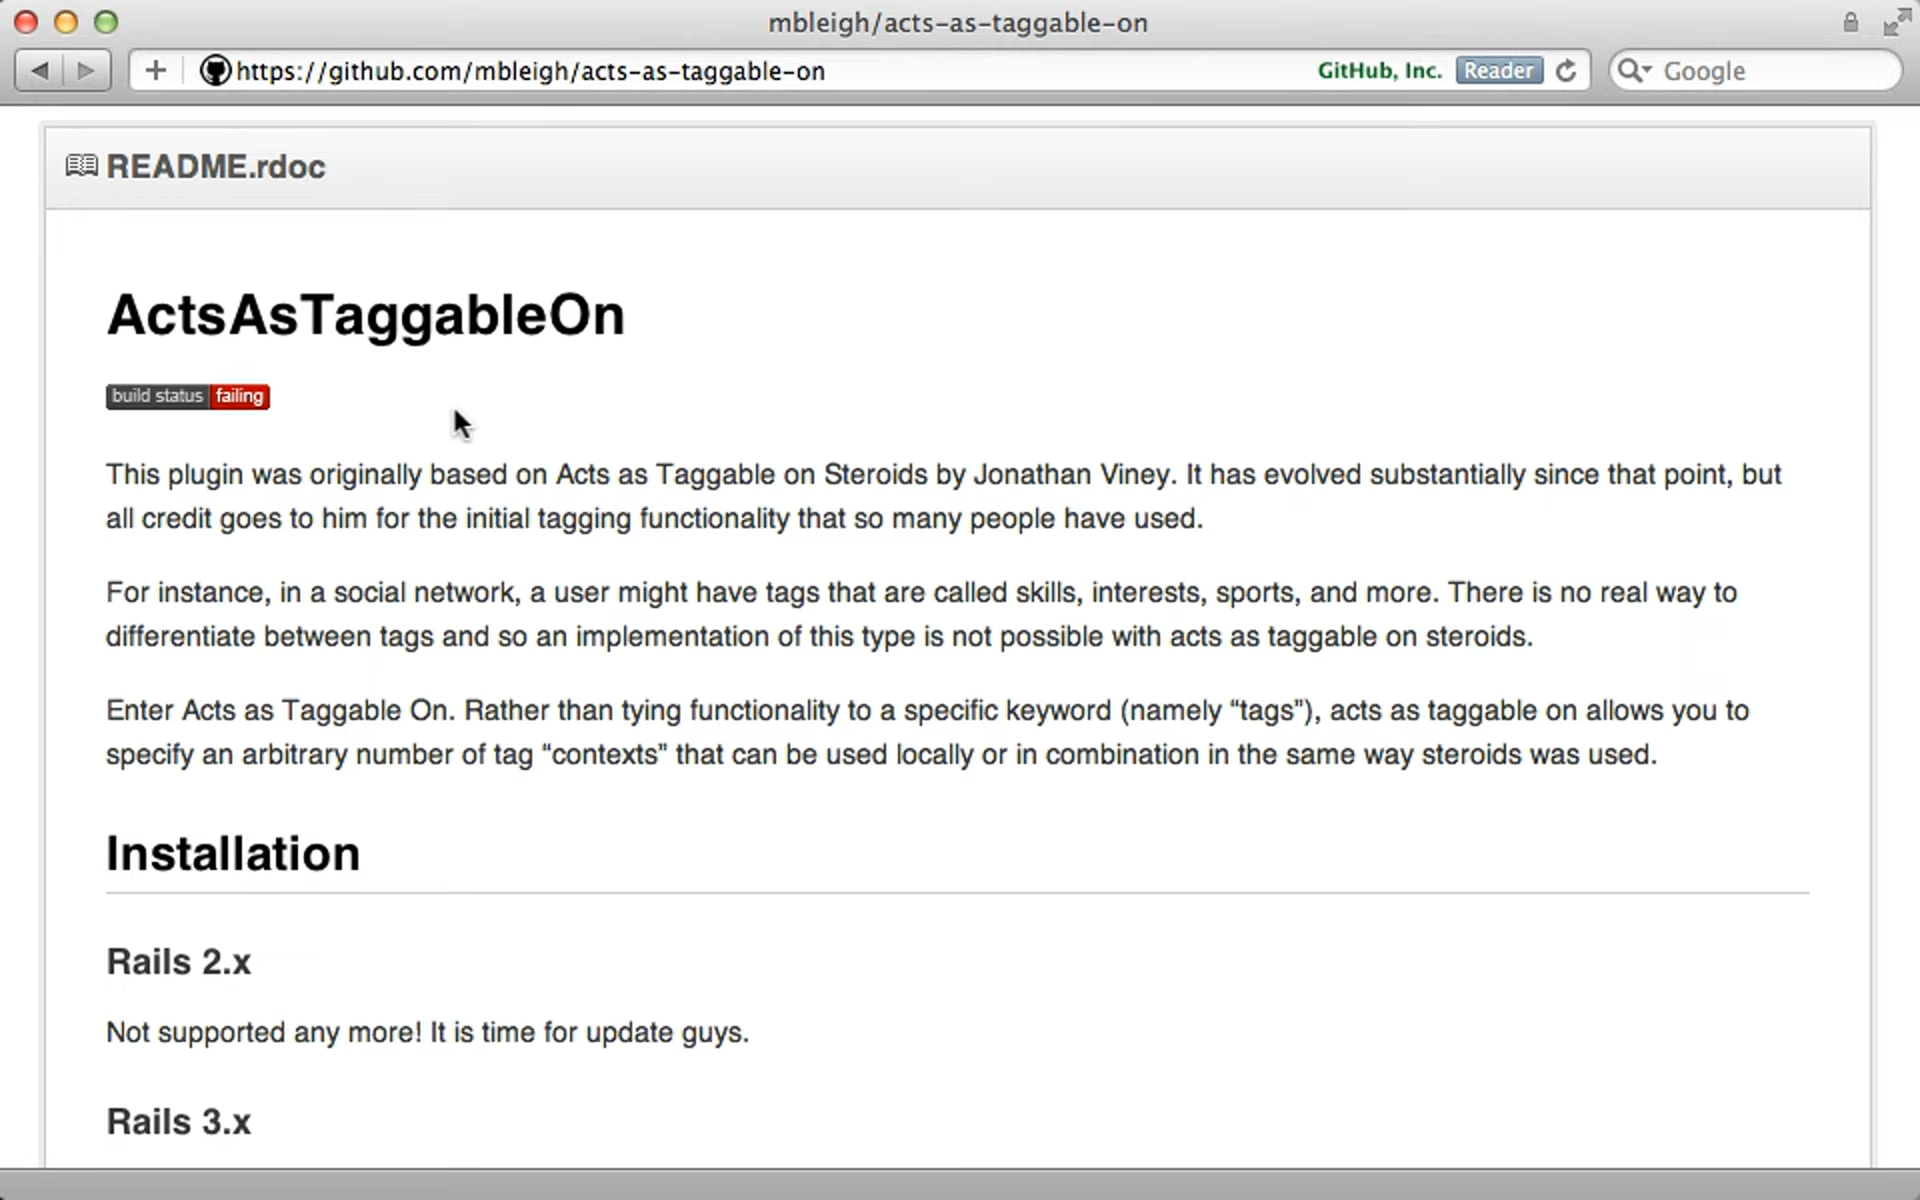 mbleigh/acts-as-taggable-on
https://github.com/mbleigh/acts-as-taggable-on GitHub, Inc. Reader Google
README.rdoc
ActsAsTaggableOn
build status failing
This plugin was originally based on Acts as Taggable on Steroids by Jonathan Viney. It has evolved substantially since that point, but
all credit goes to him for the initial tagging functionality that so many people have used.
For instance, in a social network, a user might have tags that are called skills, interests, sports, and more. There is no real way to
differentiate between tags and so an implementation of this type is not possible with acts as taggable on steroids.
Enter Acts as Taggable On. Rather than tying functionality to a specific keyword (namely “tags”), acts as taggable on allows you to
specify an arbitrary number of tag “contexts” that can be used locally or in combination in the same way steroids was used.
Installation
Rails 2.x
Not supported any more! It is time for update guys.
Rails 3.x